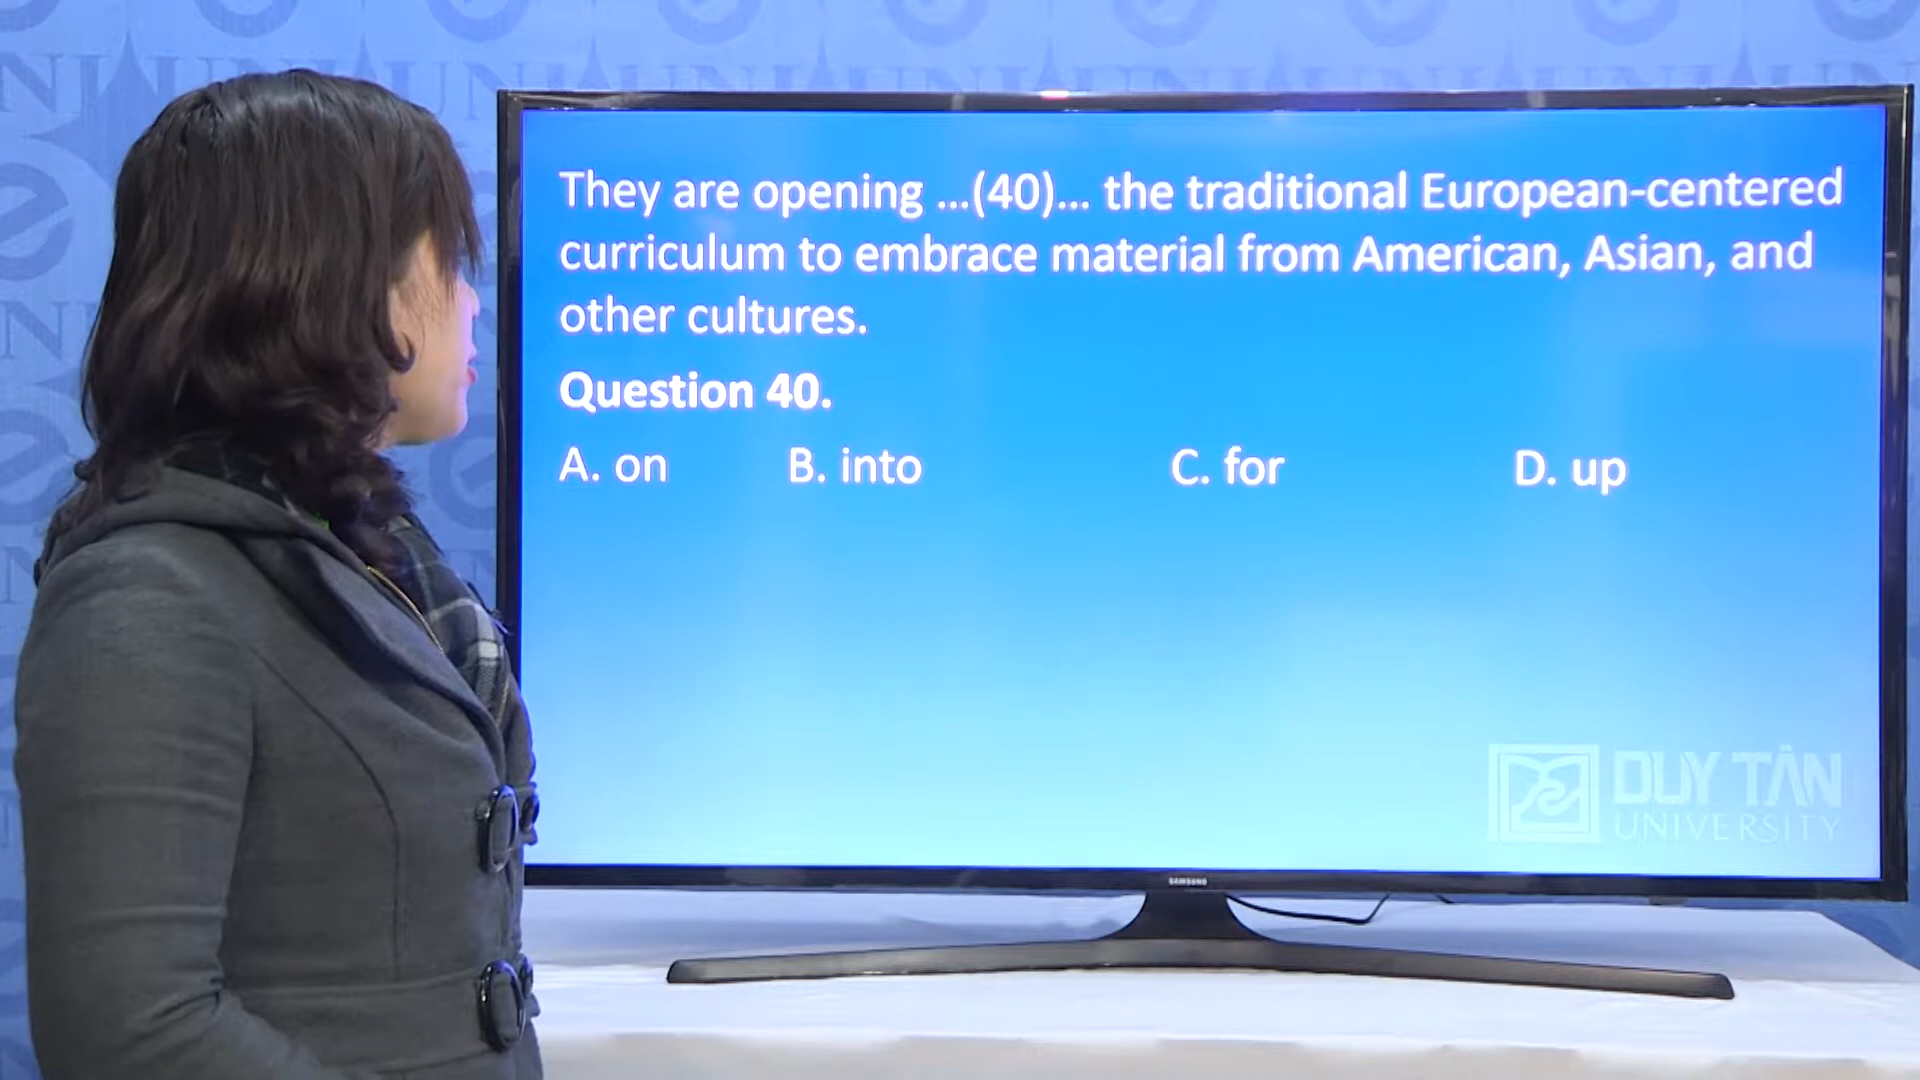 They are opening ...(40)... the traditional European-centered
curriculum to embrace material from American, Asian, and
other cultures.
Question 40.
A. on B. into C. for D. up
DUY TÂN
UNIVERSITY
SAMSUNG